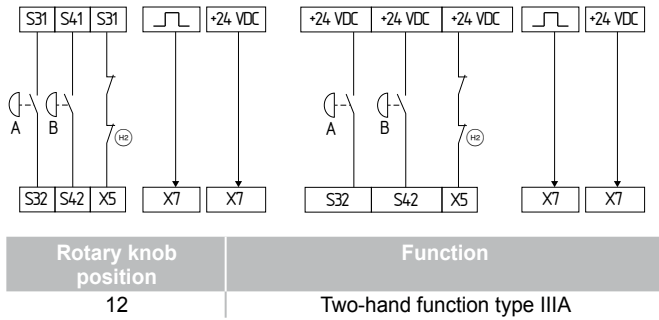 S31 S41 S31 +24 VDC +24 VDC +24 VDC +24 VDC +24 VDC
A B H2 A B H2
S32 S42 X5 X7 X7 S32 S42 X5 X7 X7
Rotary knob position Function
12 Two-hand function type IIIA